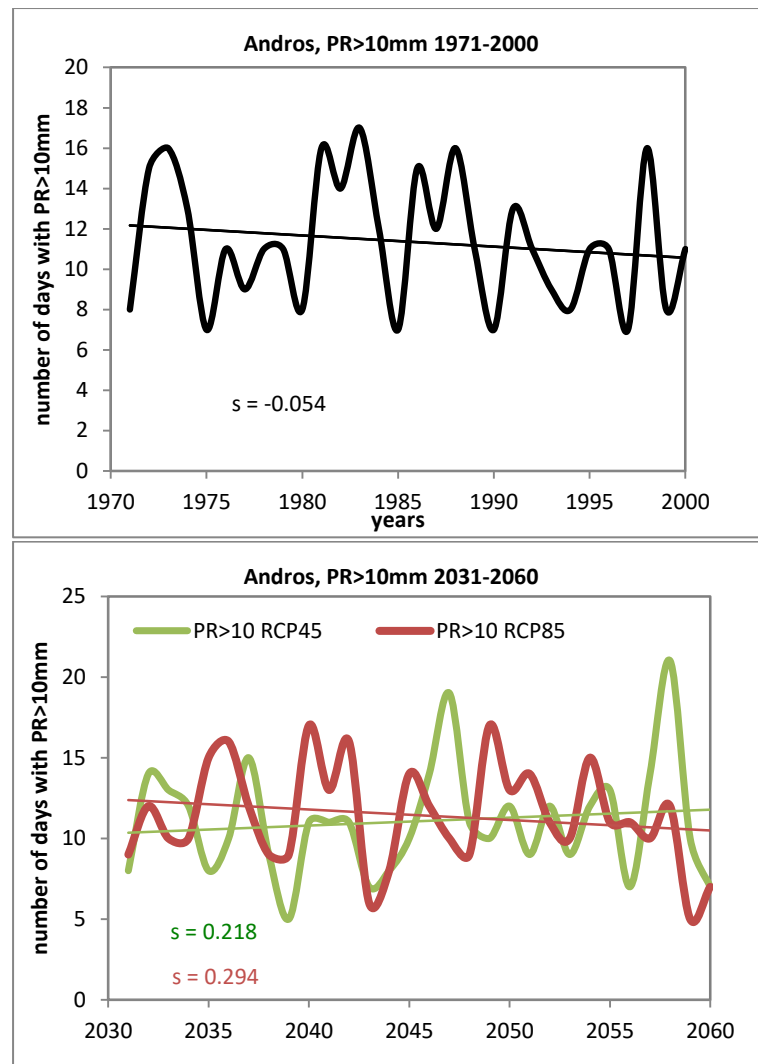 Andros, PR>10mm 1971-2000
number of days with PR>10mm
20
18
16
14
12
10
8
6
4
2
0
s = -0.054
1970 1975 1980 1985 1990 1995 2000
years
Andros, PR>10mm 2031-2060
number of days with PR>10mm
25
20
15
10
5
0
PR>10 RCP45 PR>10 RCP85
s = 0.218
s = 0.294
2030 2035 2040 2045 2050 2055 2060